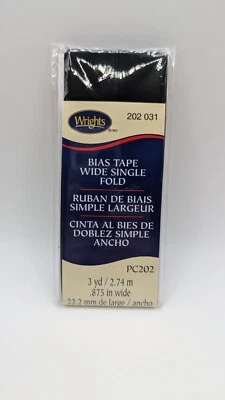 202 031
Wrights
BIAS TAPE
WIDE SINGLE
FOLD
RUBAN DE BIAIS
SIMPLE LARGEUR
CINTA AL BIES DE
DOBLEZ SIMPLE
ANCHO
PC202
3 yd / 2.74 m
.875 in wide
22.2 mm de large / ancho